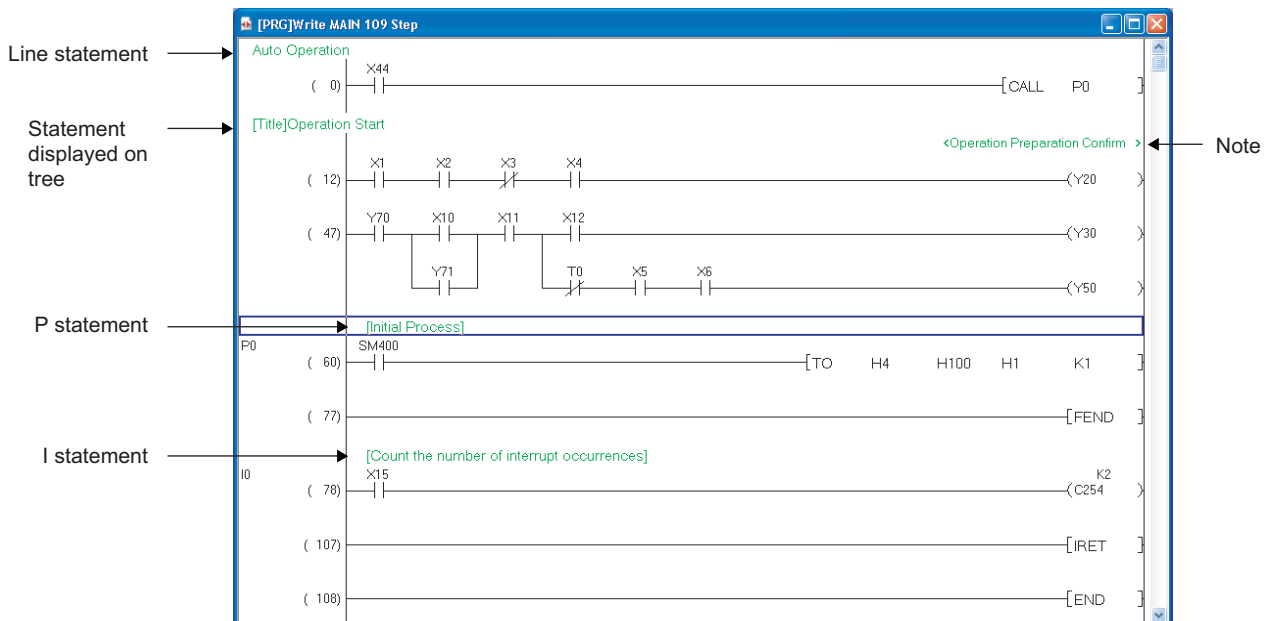 [PRG]Write MAIN 109 Step
Line statement
Auto Operation
X44
( 0) CALL P0
Statement displayed on tree
[Title]Operation Start
<Operation Preparation Confirm >
Note
X1 X2 X3 X4
( 12) Y20
Y70 X10 X11 X12
( 47) Y30
Y71 T0 X5 X6
Y50
P statement
[Initial Process]
P0 SM400
( 60) TO H4 H100 H1 K1
( 77) FEND
I statement
[Count the number of interrupt occurrences]
I0 X15 K2
( 78) C254
( 107) IRET
( 108) END